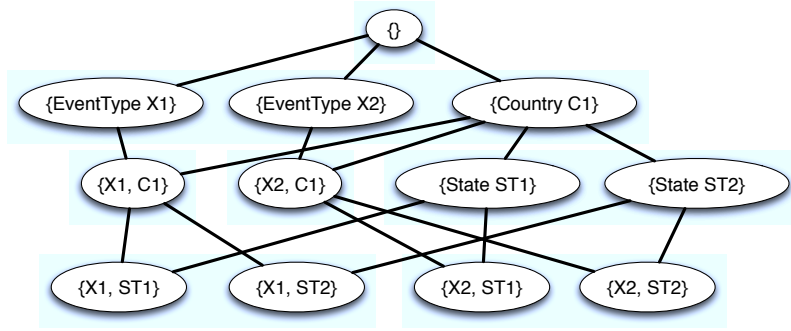 {}
{EventType X1} {EventType X2} {Country C1}
{X1, C1} {X2, C1} {State ST1} {State ST2}
{X1, ST1} {X1, ST2} {X2, ST1} {X2, ST2}